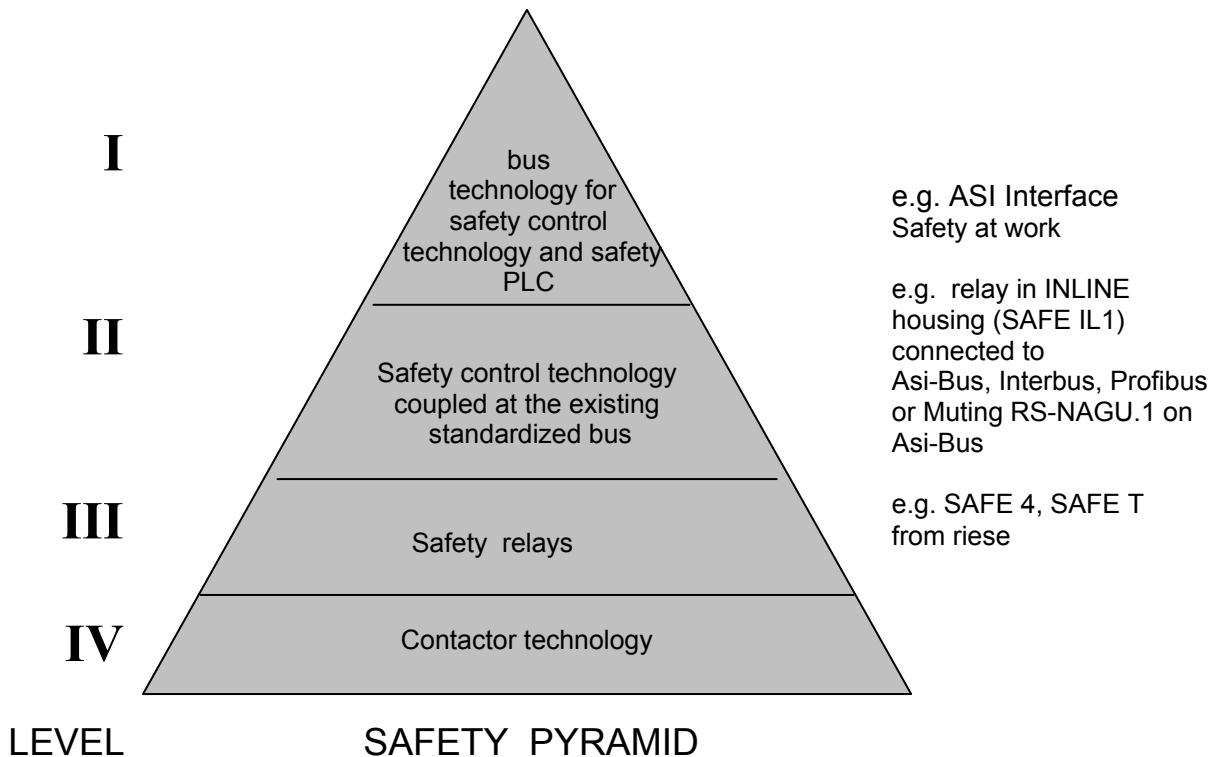 I
bus
technology for
safety control
technology and safety
PLC
e.g. ASI Interface
Safety at work
II
Safety control technology
coupled at the existing
standardized bus
e.g. relay in INLINE
housing (SAFE IL1)
connected to
Asi-Bus, Interbus, Profibus
or Muting RS-NAGU.1 on
Asi-Bus
III
Safety relays
e.g. SAFE 4, SAFE T
from riese
IV
Contactor technology
LEVEL
SAFETY PYRAMID